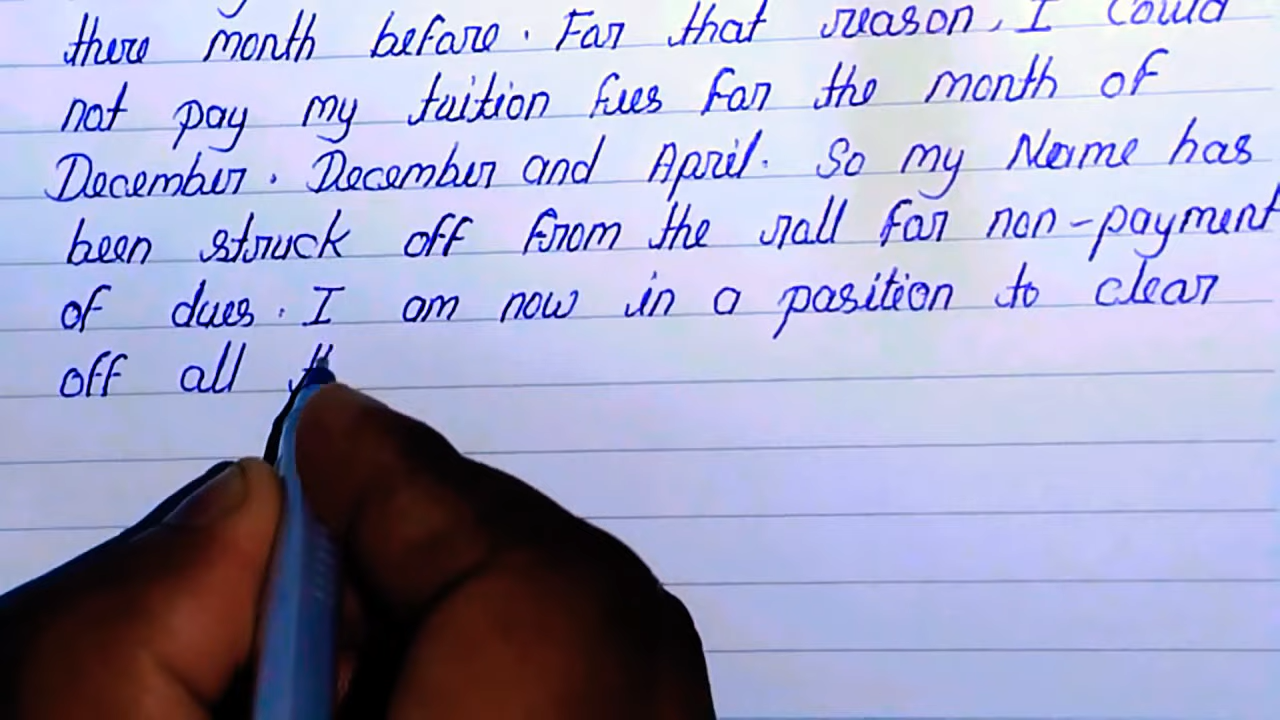 there month before. For that reason, I could
not pay my tuition fees for the month of
December. December and April. So my Name has
been struck off from the roll for non-payment
of dues. I am now in a position to clear
off all